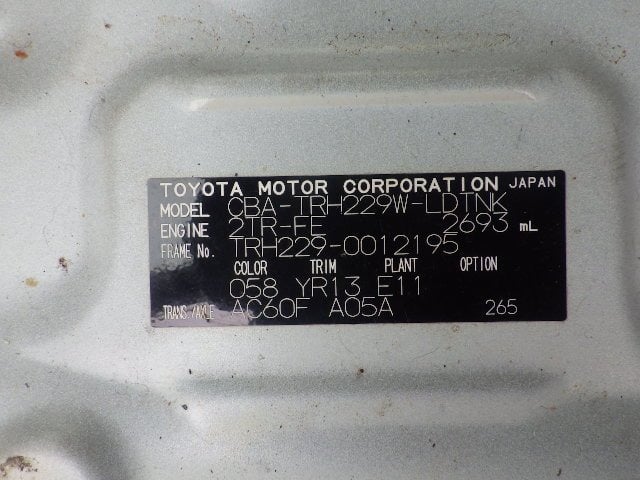 TOYOTA MOTOR CORPORATION JAPAN
MODEL CBA-TRH229W-LDTNK
ENGINE 2TR-FE 2693 mL
FRAME No. TRH229-0012195
COLOR TRIM PLANT OPTION
058 YR13 E11
TRANS./AXLE AC60F A05A 265